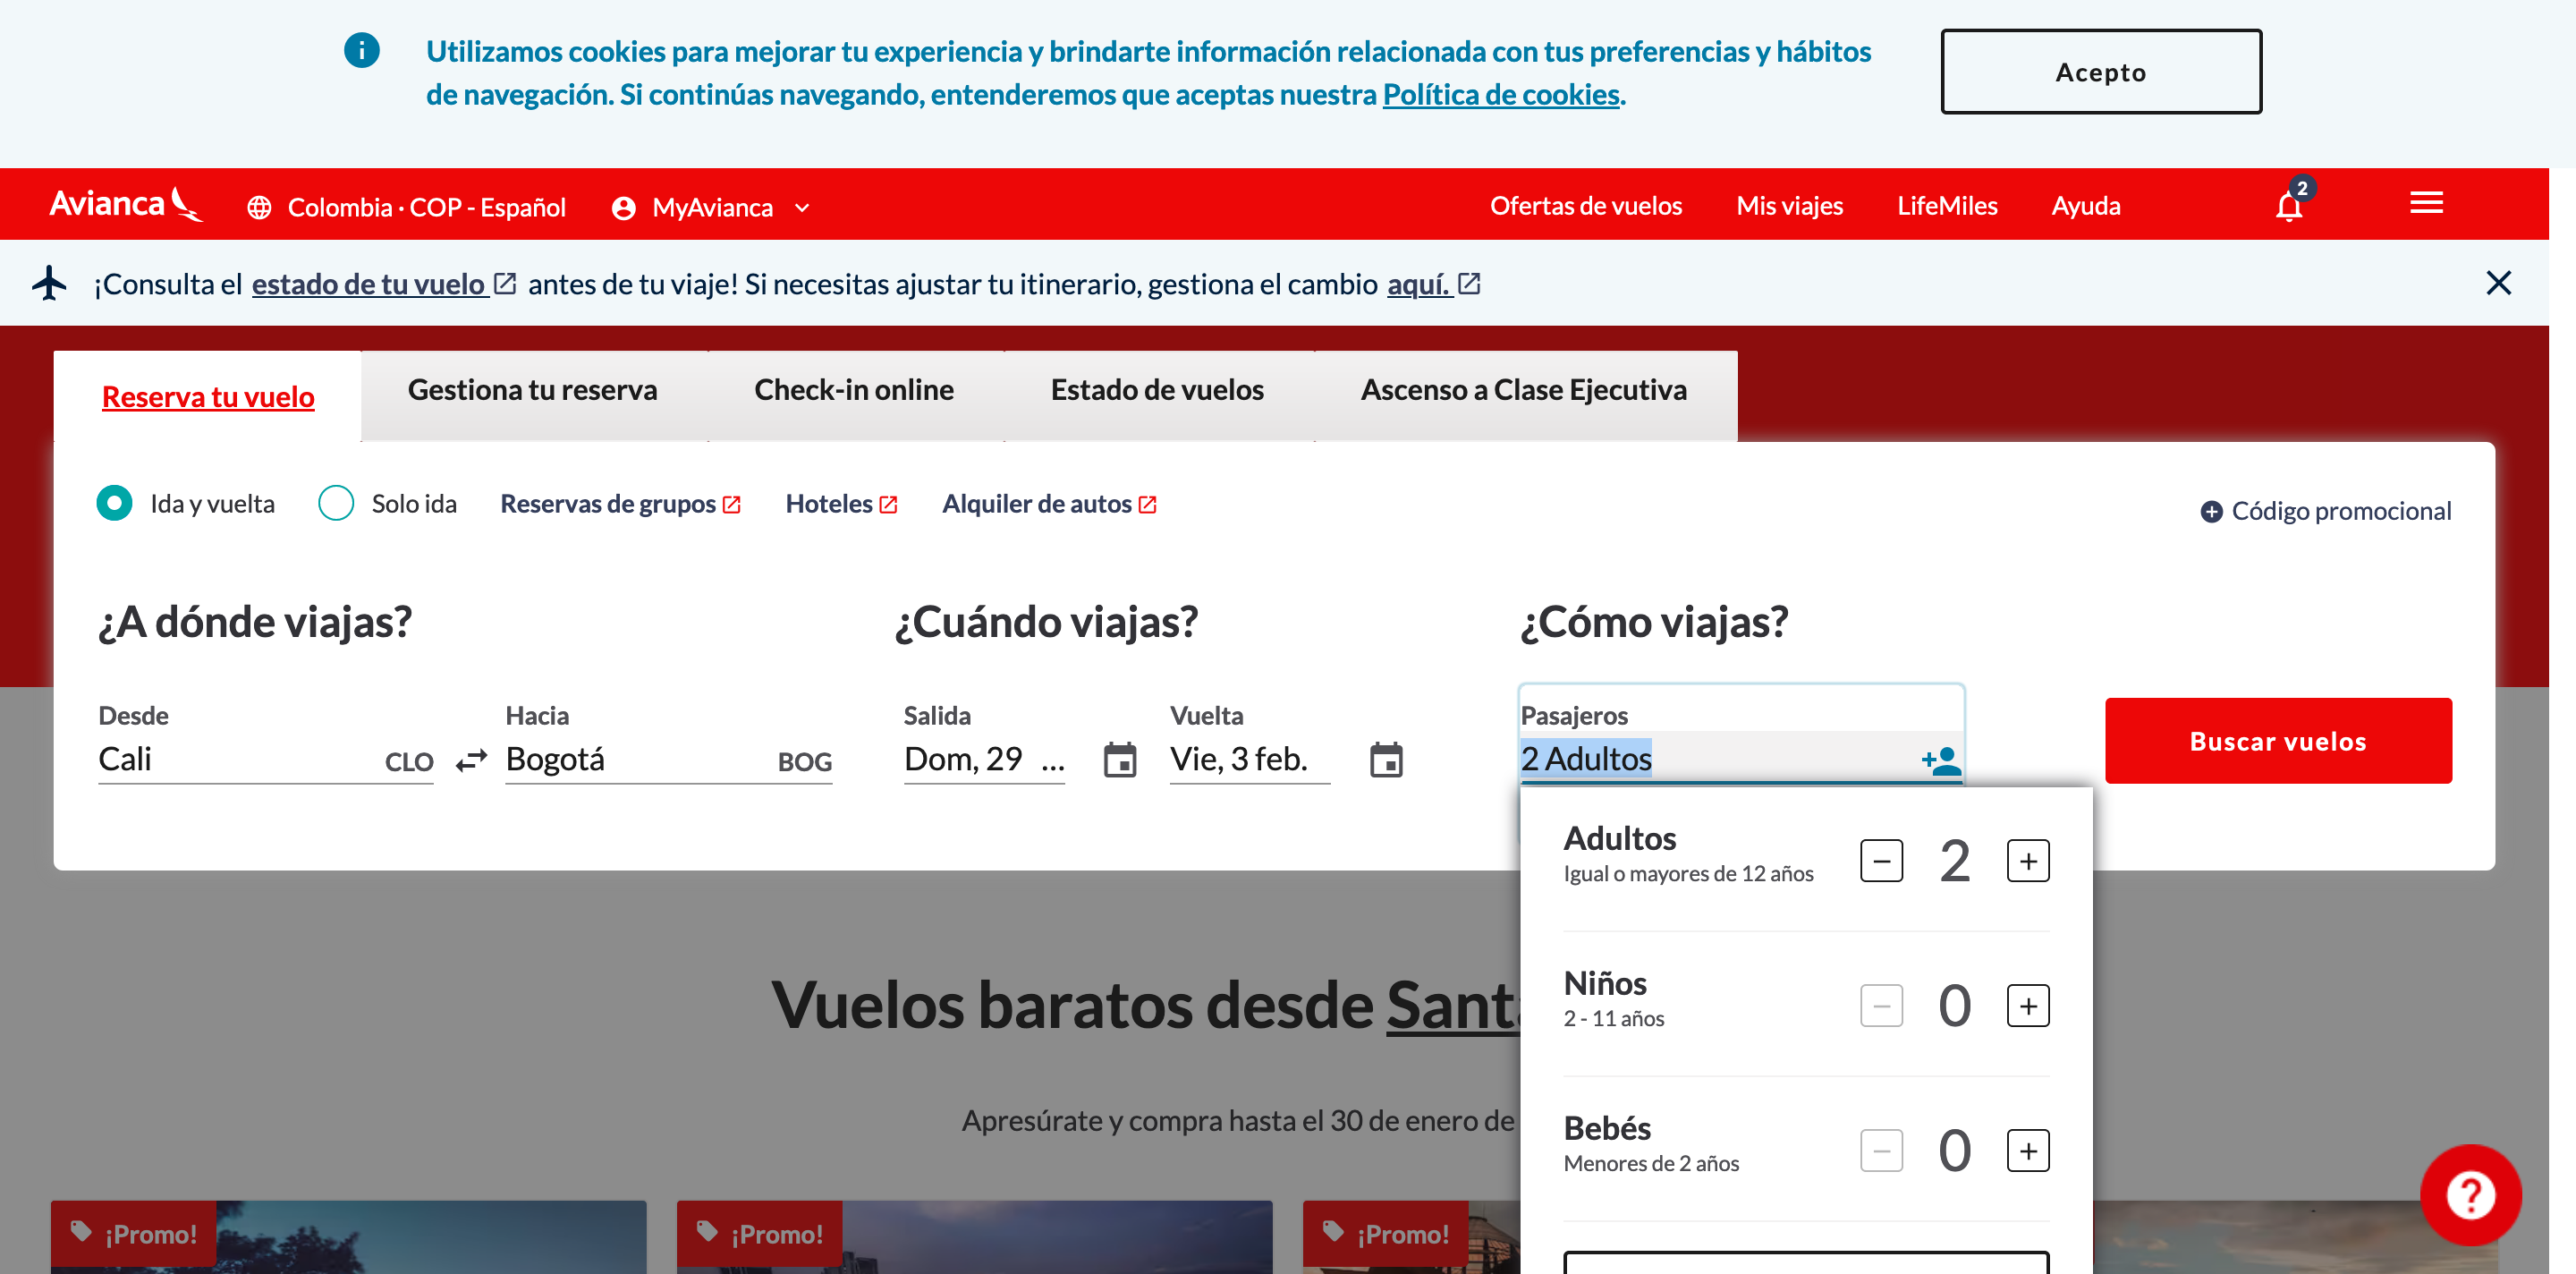 Utilizamos cookies para mejorar tu experiencia y brindarte información relacionada con tus preferencias y hábitos
de navegación. Si continúas navegando, entenderemos que aceptas nuestra Política de cookies.
Acepto
Avianca
Colombia · COP - Español
MyAvianca
Ofertas de vuelos
Mis viajes
LifeMiles
Ayuda
2
¡Consulta el estado de tu vuelo antes de tu viaje! Si necesitas ajustar tu itinerario, gestiona el cambio aquí.
Reserva tu vuelo
Gestiona tu reserva
Check-in online
Estado de vuelos
Ascenso a Clase Ejecutiva
Ida y vuelta
Solo ida
Reservas de grupos
Hoteles
Alquiler de autos
Código promocional
¿A dónde viajas?
¿Cuándo viajas?
¿Cómo viajas?
Desde
Cali CLO
Hacia
Bogotá BOG
Salida
Dom, 29 ...
Vuelta
Vie, 3 feb.
Pasajeros
2 Adultos
Buscar vuelos
Adultos
Igual o mayores de 12 años
2
Niños
2 - 11 años
0
Bebés
Menores de 2 años
0
Vuelos baratos desde
Apresúrate y compra hasta el 30 de enero de
¡Promo!
¡Promo!
¡Promo!